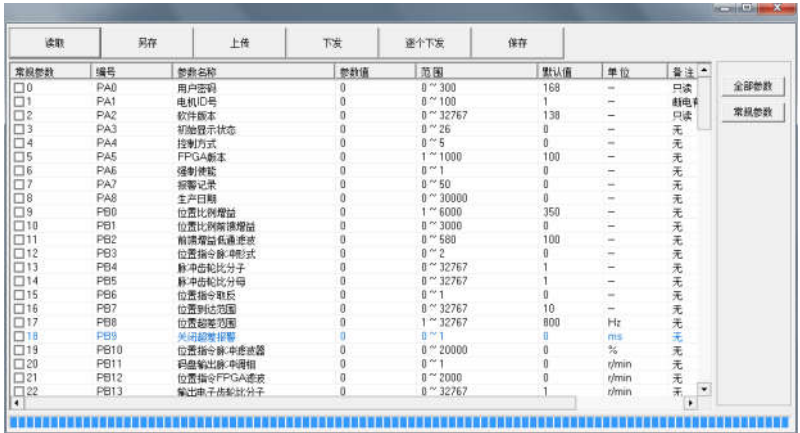 读取 另存 上传 下发 逐个下发 保存
常规参数 编号 参数名称 参数值 范围 默认值 单位 备注
全部参数
常规参数
0 PA0 用户密码 0 0~300 168 — 只读
1 PA1 电机ID号 0 0~100 1 — 断电有
2 PA2 软件版本 0 0~32767 138 — 只读
3 PA3 初始显示状态 0 0~26 0 — 无
4 PA4 控制方式 0 0~5 0 — 无
5 PA5 FPGA版本 0 1~1000 100 — 无
6 PA6 强制使能 0 0~1 0 — 无
7 PA7 报警记录 0 0~50 0 — 无
8 PA8 生产日期 0 0~30000 0 — 无
9 PB0 位置比例增益 0 1~6000 350 — 无
10 PB1 位置比例前馈增益 0 0~3000 0 — 无
11 PB2 前馈增益低通滤波 0 0~580 100 — 无
12 PB3 位置指令脉冲形式 0 0~2 0 — 无
13 PB4 脉冲齿轮比分子 0 0~32767 1 — 无
14 PB5 脉冲齿轮比分母 0 0~32767 1 — 无
15 PB6 位置指令取反 0 0~1 0 — 无
16 PB7 位置到达范围 0 0~32767 10 — 无
17 PB8 位置超差范围 0 1~32767 800 Hz 无
18 PB9 关闭超差报警 0 0~1 0 ms 无
19 PB10 位置指令脉冲滤波器 0 0~20000 0 % 无
20 PB11 码盘输出脉冲调相 0 0~1 0 r/min 无
21 PB12 位置指令FPGA滤波 0 0~2000 0 r/min 无
22 PB13 输出电子齿轮比分子 0 0~32767 1 r/min 无